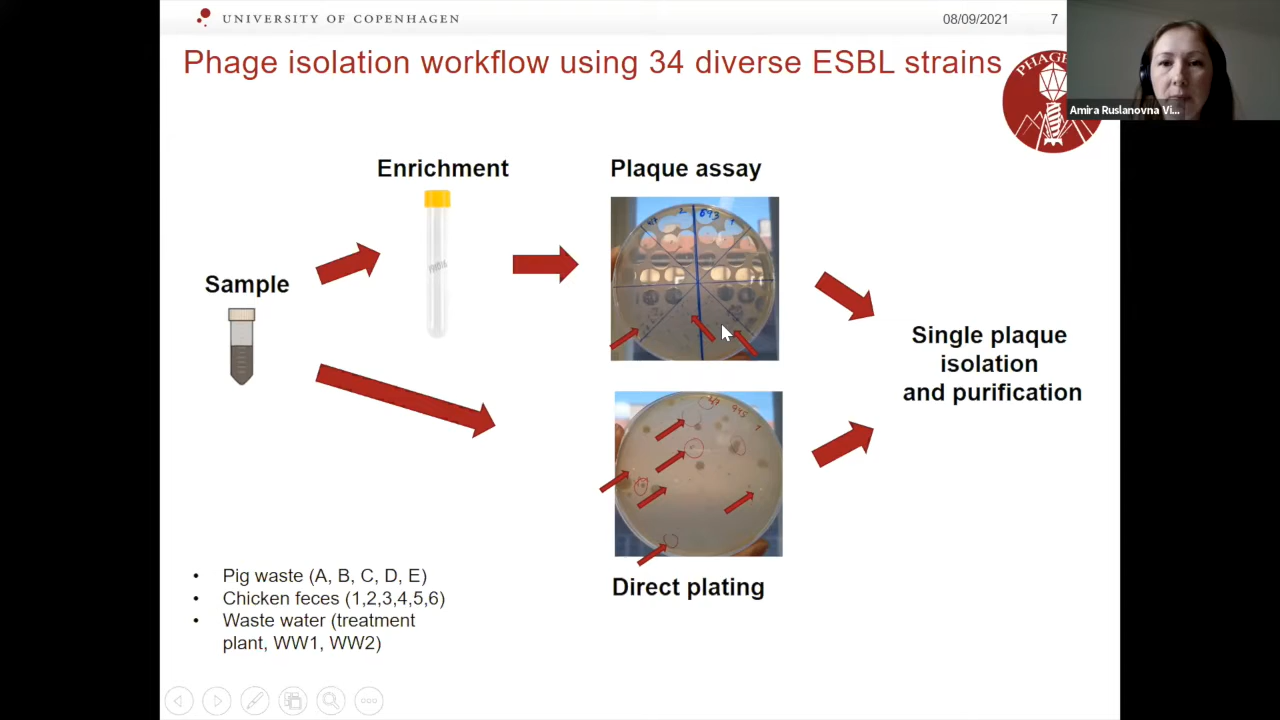 UNIVERSITY OF COPENHAGEN
08/09/2021
7
Phage isolation workflow using 34 diverse ESBL strains
Amira Ruslanovna Vi...
Enrichment
Plaque assay
693
Sample
Single plaque
isolation
and purification
Direct plating
• Pig waste (A, B, C, D, E)
• Chicken feces (1,2,3,4,5,6)
• Waste water (treatment
plant, WW1, WW2)